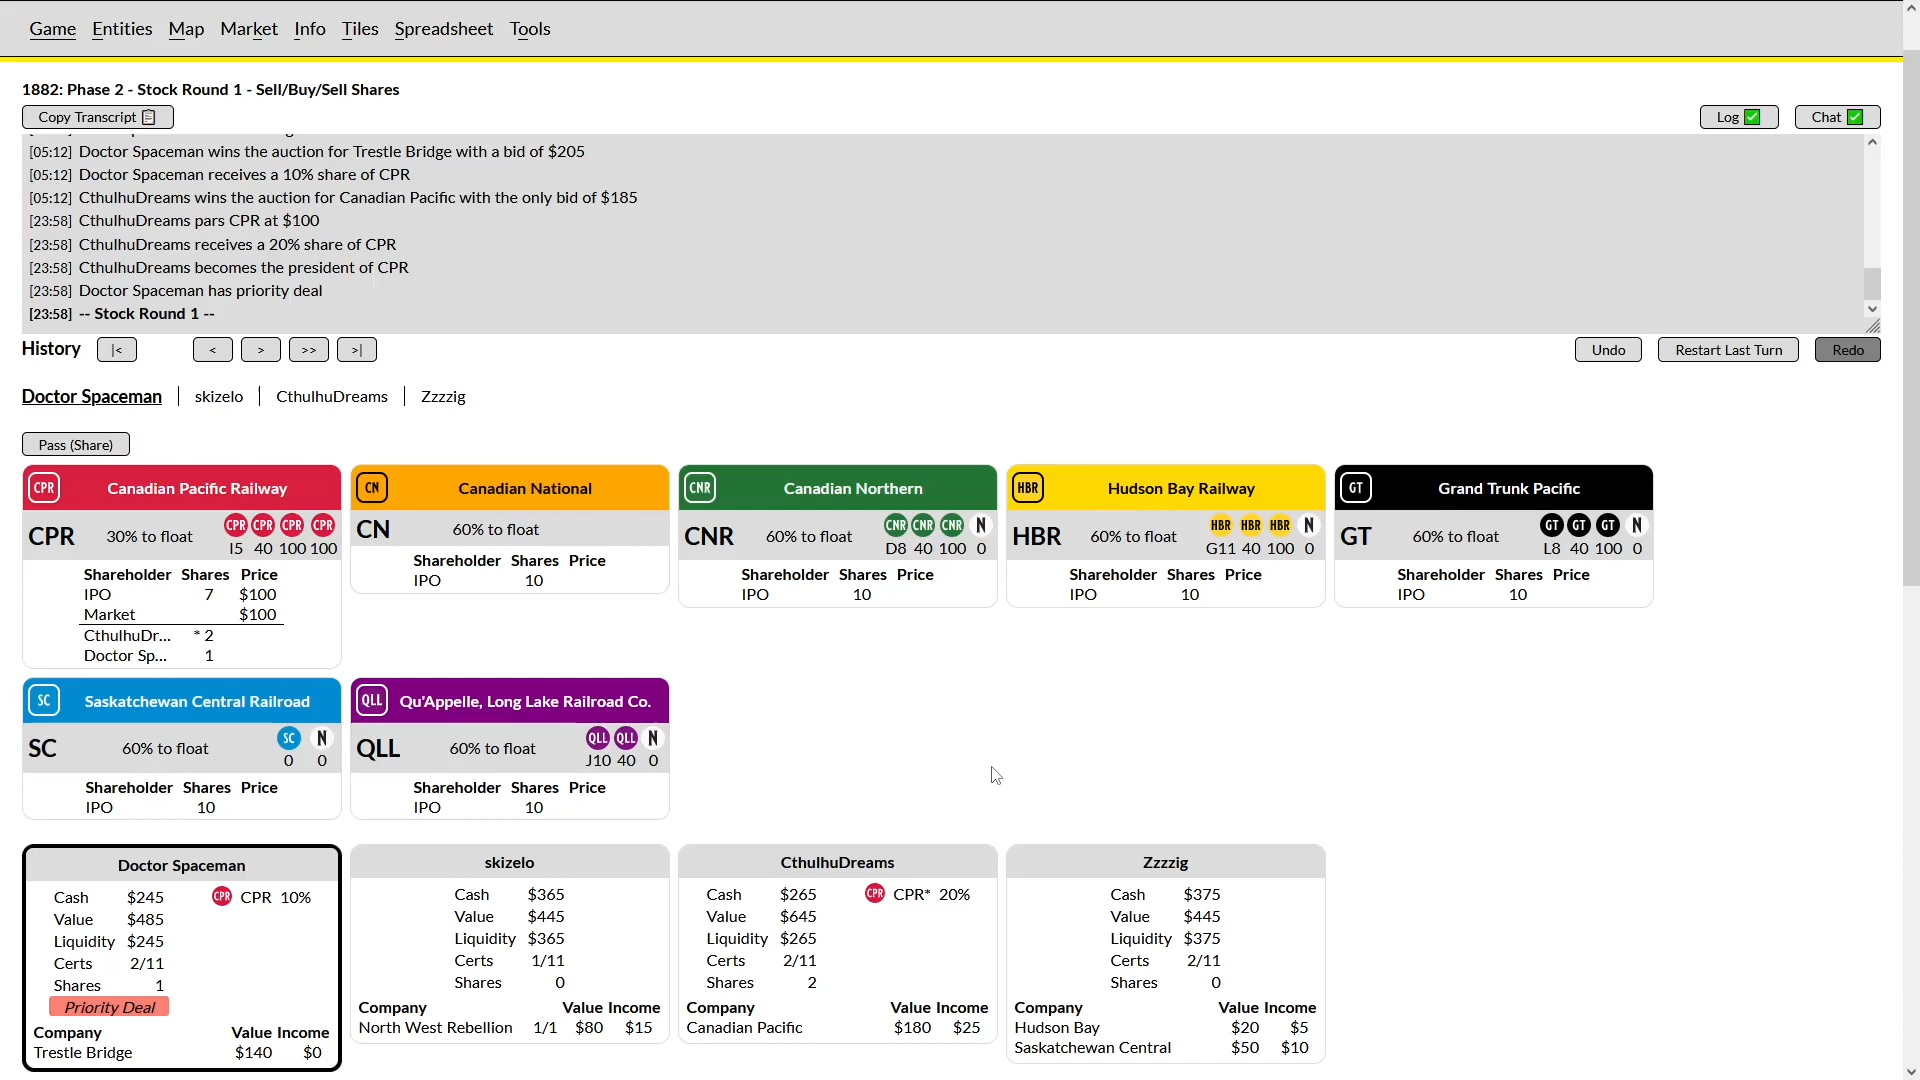 Game Entities Map Market Info Tiles Spreadsheet Tools
1882: Phase 2 - Stock Round 1 - Sell/Buy/Sell Shares
Copy Transcript Log Chat
[05:12] Doctor Spaceman wins the auction for Trestle Bridge with a bid of $205
[05:12] Doctor Spaceman receives a 10% share of CPR
[05:12] CthulhuDreams wins the auction for Canadian Pacific with the only bid of $185
[23:58] CthulhuDreams pars CPR at $100
[23:58] CthulhuDreams receives a 20% share of CPR
[23:58] CthulhuDreams becomes the president of CPR
[23:58] Doctor Spaceman has priority deal
[23:58] -- Stock Round 1 --
History |< < > >> >| Undo Restart Last Turn Redo
Doctor Spaceman skizelo CthulhuDreams Zzzzig
Pass (Share)
CPR Canadian Pacific Railway
CPR 30% to float CPR CPR CPR CPR
I5 40 100 100
Shareholder Shares Price
IPO 7 $100
Market $100
CthulhuDr... * 2
Doctor Sp... 1
CN Canadian National
CN 60% to float
Shareholder Shares Price
IPO 10
CNR Canadian Northern
CNR 60% to float CNR CNR CNR N
D8 40 100 0
Shareholder Shares Price
IPO 10
HBR Hudson Bay Railway
HBR 60% to float HBR HBR HBR N
G11 40 100 0
Shareholder Shares Price
IPO 10
GT Grand Trunk Pacific
GT 60% to float GT GT GT N
L8 40 100 0
Shareholder Shares Price
IPO 10
SC Saskatchewan Central Railroad
SC 60% to float SC N
0 0
Shareholder Shares Price
IPO 10
QLL Qu'Appelle, Long Lake Railroad Co.
QLL 60% to float QLL QLL N
J10 40 0
Shareholder Shares Price
IPO 10
Doctor Spaceman
Cash $245 CPR CPR 10%
Value $485
Liquidity $245
Certs 2/11
Shares 1
Priority Deal
Company Value Income
Trestle Bridge $140 $0
skizelo
Cash $365
Value $445
Liquidity $365
Certs 1/11
Shares 0
Company Value Income
North West Rebellion 1/1 $80 $15
CthulhuDreams
Cash $265 CPR CPR* 20%
Value $645
Liquidity $265
Certs 2/11
Shares 2
Company Value Income
Canadian Pacific $180 $25
Zzzzig
Cash $375
Value $445
Liquidity $375
Certs 2/11
Shares 0
Company Value Income
Hudson Bay $20 $5
Saskatchewan Central $50 $10